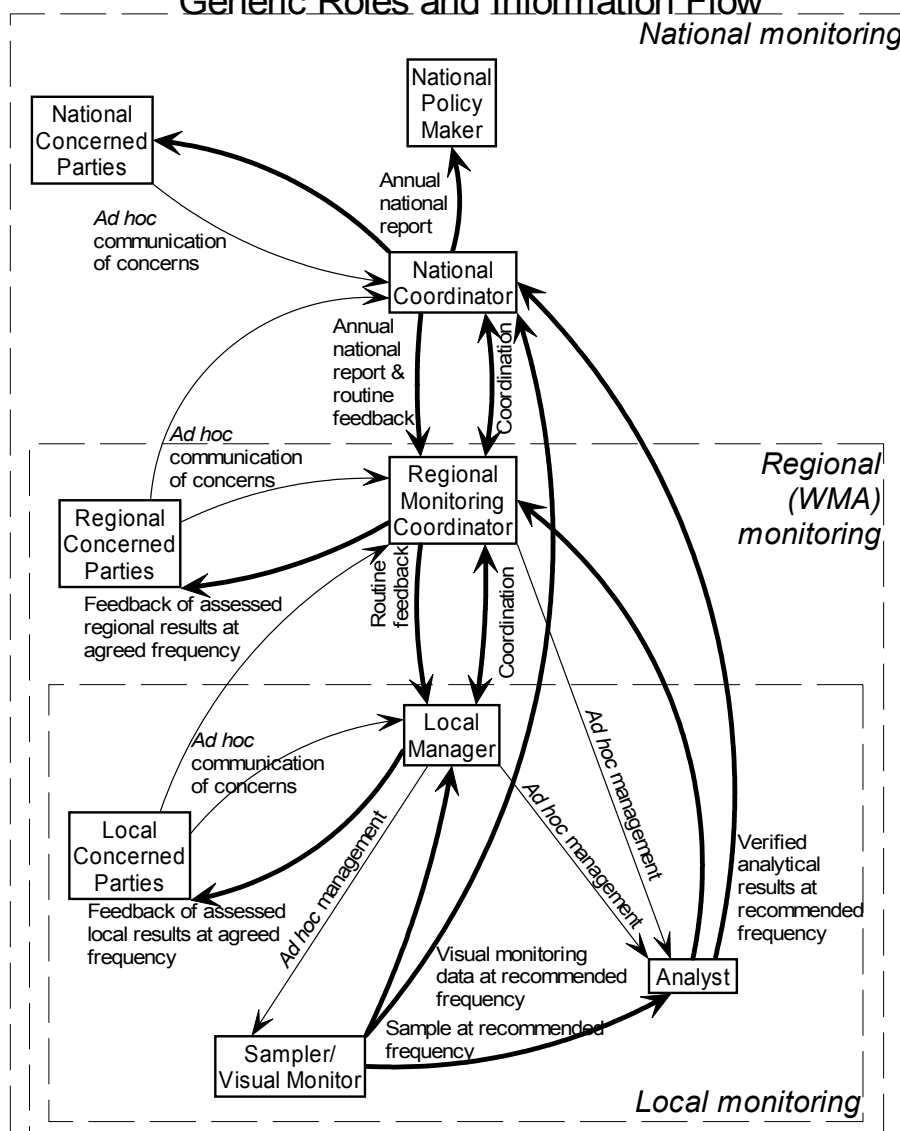 Generic Roles and Information Flow
National monitoring
National
Policy
Maker
National
Concerned
Parties
Annual
national
report
Ad hoc
communication
of concerns
National
Coordinator
Annual
national
report &
routine
feedback
Coordination
Ad hoc
communication
of concerns
Regional
(WMA)
monitoring
Regional
Monitoring
Coordinator
Regional
Concerned
Parties
Feedback of assessed
regional results at
agreed frequency
Routine
feedback
Coordination
Local
Manager
Ad hoc
communication
of concerns
Ad hoc management
Ad hoc management
Ad hoc management
Local
Concerned
Parties
Feedback of assessed
local results at agreed
frequency
Verified
analytical
results at
recommended
frequency
Visual monitoring
data at recommended
frequency
Analyst
Sample at recommended
frequency
Sampler/
Visual Monitor
Local monitoring